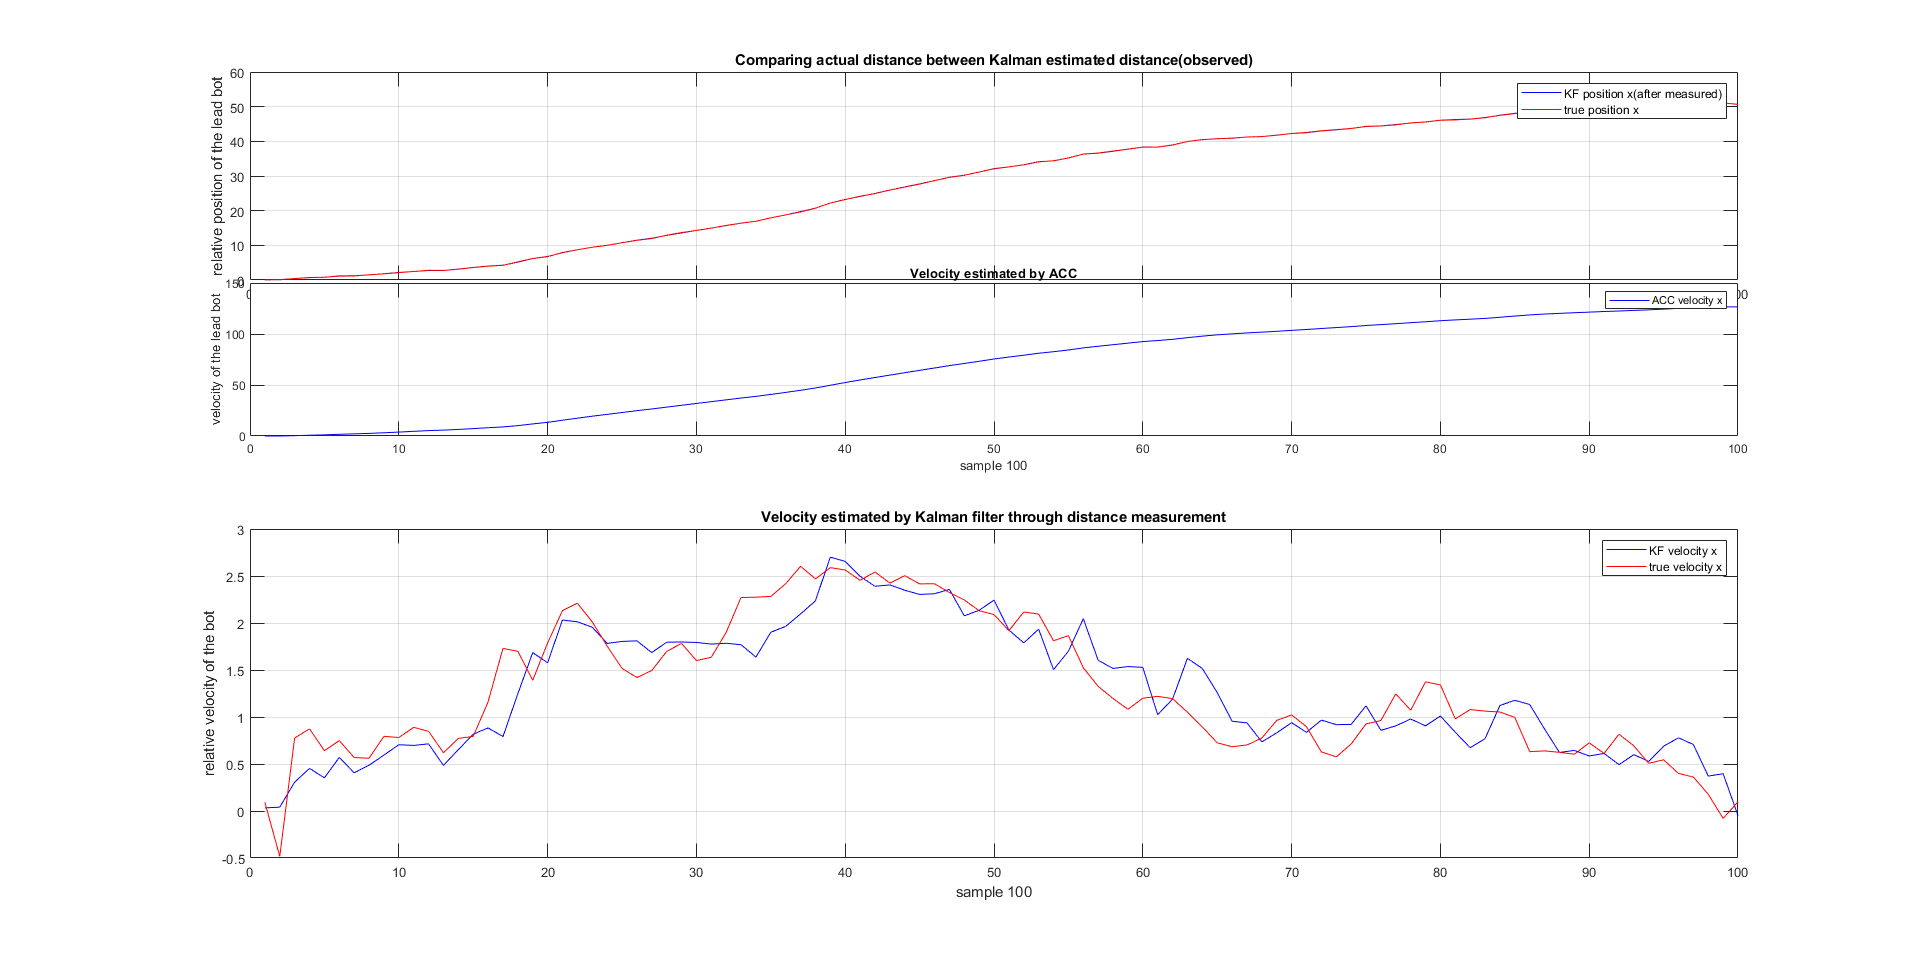 Comparing actual distance between Kalman estimated distance(observed)
relative position of the lead bot
60
50
40
30
20
10
0
KF position x(after measured)
true position x
Velocity estimated by ACC
velocity of the lead bot
150
100
50
0
ACC velocity x
0 10 20 30 40 50 60 70 80 90 100
sample 100
Velocity estimated by Kalman filter through distance measurement
relative velocity of the bot
3
2.5
2
1.5
1
0.5
0
-0.5
KF velocity x
true velocity x
0 10 20 30 40 50 60 70 80 90 100
sample 100